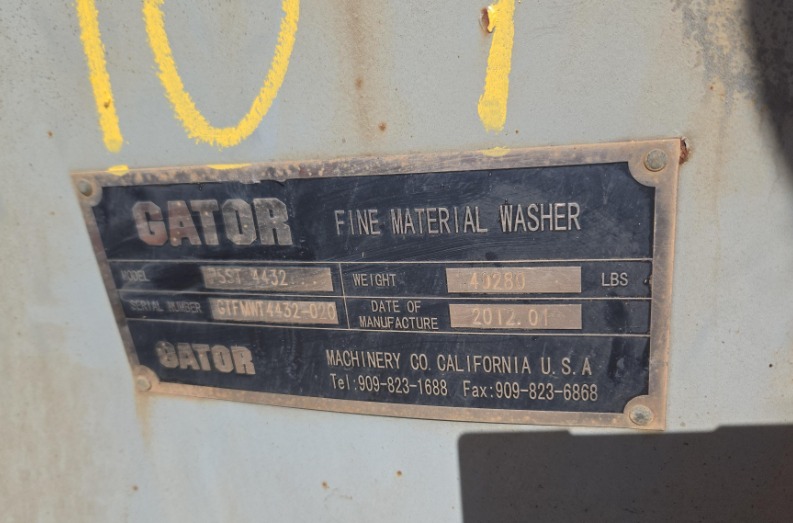 GATOR FINE MATERIAL WASHER
MODEL WEIGHT 40280 LBS
SERIAL NUMBER GTFMWT4432-020 DATE OF MANUFACTURE 2012.01
GATOR MACHINERY CO. CALIFORNIA U.S.A
Tel:909-823-1688 Fax:909-823-6868